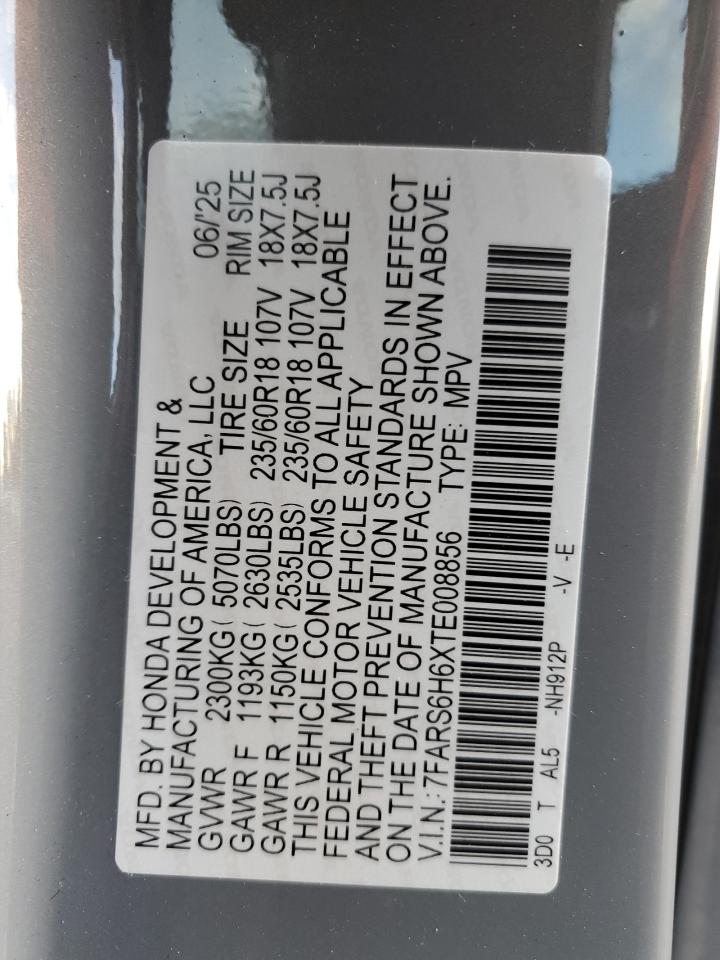 MFD. BY HONDA DEVELOPMENT &
MANUFACTURING OF AMERICA, LLC 06/'25
GVWR 2300KG( 5070LBS) TIRE SIZE RIM SIZE
GAWR F 1193KG( 2630LBS) 235/60R18 107V 18X7.5J
GAWR R 1150KG( 2535LBS) 235/60R18 107V 18X7.5J
THIS VEHICLE CONFORMS TO ALL APPLICABLE
FEDERAL MOTOR VEHICLE SAFETY
AND THEFT PREVENTION STANDARDS IN EFFECT
ON THE DATE OF MANUFACTURE SHOWN ABOVE.
V.I.N.: 7FARS6H6XTE008856 TYPE: MPV
3D0 T AL5 -NH912P -V -E